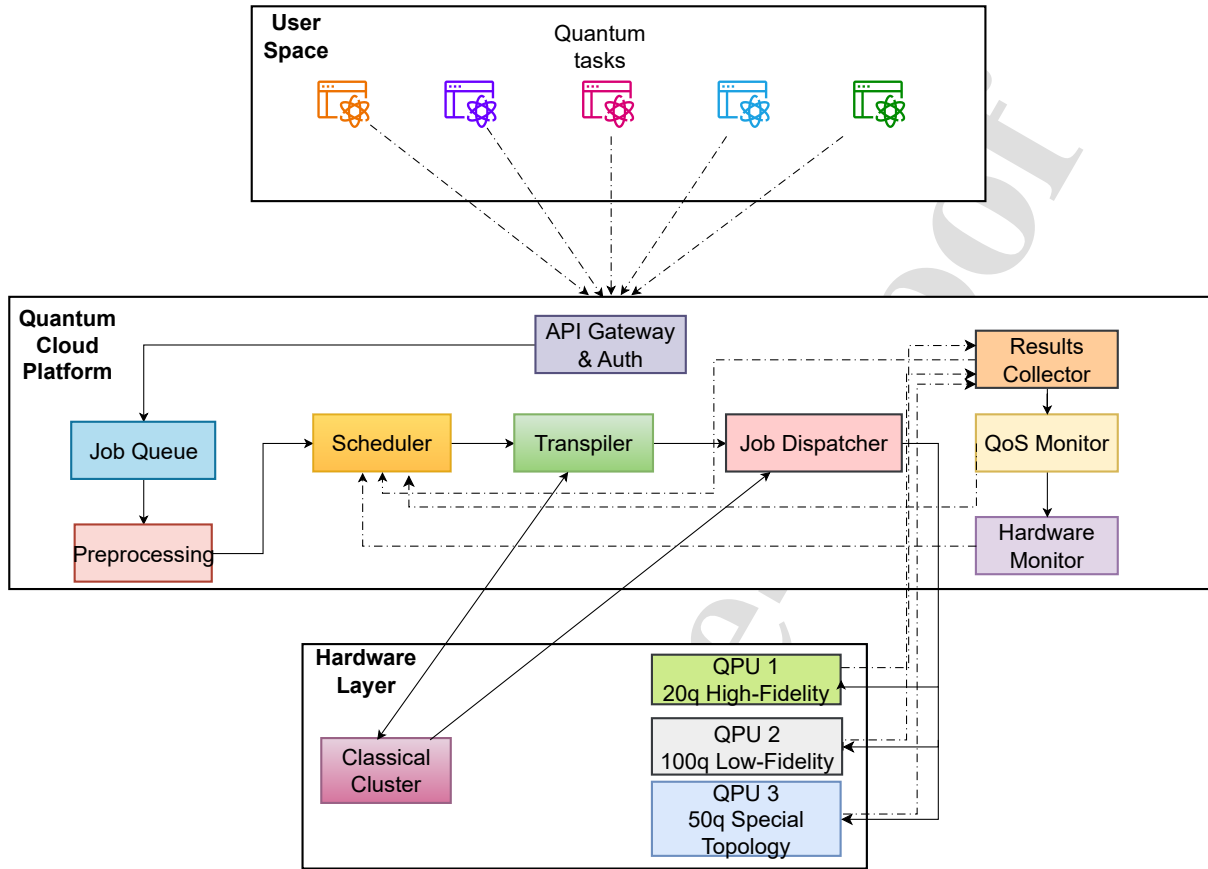 User
Space
Quantum
tasks
Quantum
Cloud
Platform
API Gateway
& Auth
Results
Collector
Job Queue
Scheduler
Transpiler
Job Dispatcher
QoS Monitor
Preprocessing
Hardware
Monitor
Hardware
Layer
QPU 1
20q High-Fidelity
QPU 2
100q Low-Fidelity
Classical
Cluster
QPU 3
50q Special
Topology